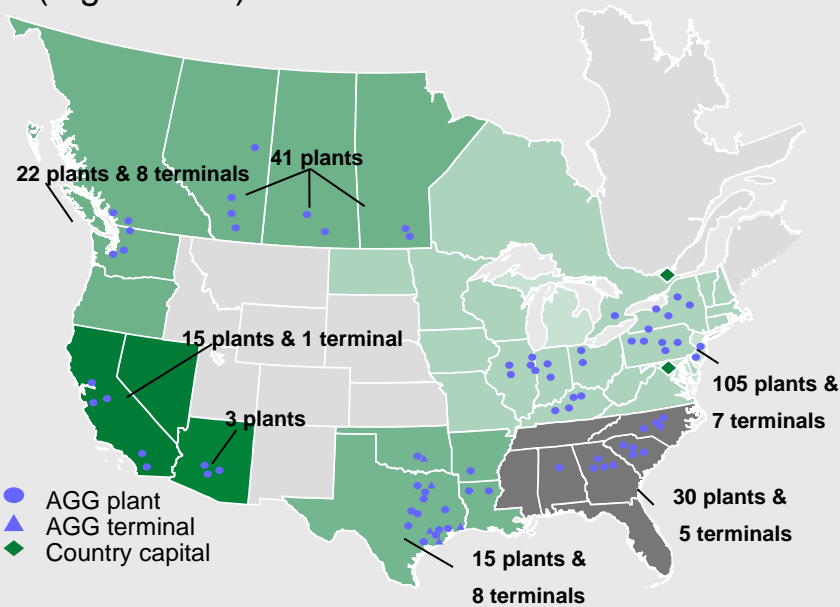 41 plants
22 plants & 8 terminals
15 plants & 1 terminal
105 plants &
7 terminals
3 plants
AGG plant
AGG terminal
Country capital
30 plants &
5 terminals
15 plants &
8 terminals